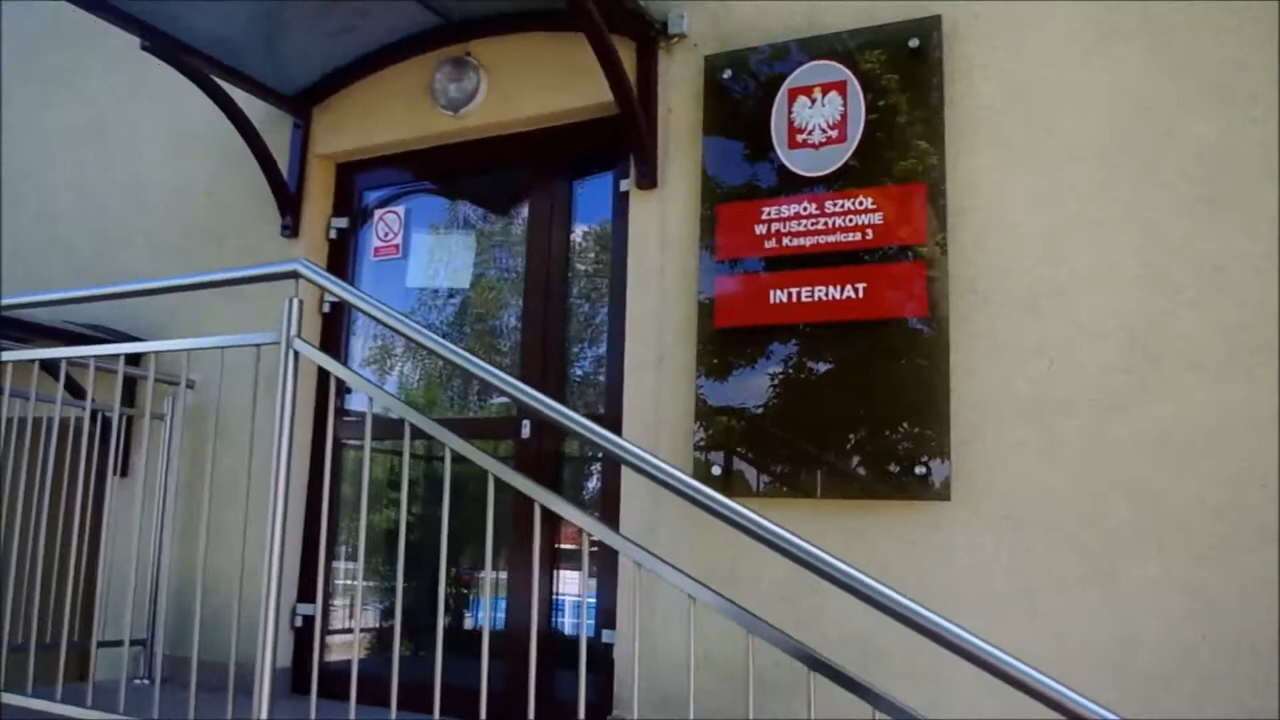 ZESPÓŁ SZKÓŁ
W PUSZCZYKOWIE
ul. Kasprowicza 3
INTERNAT